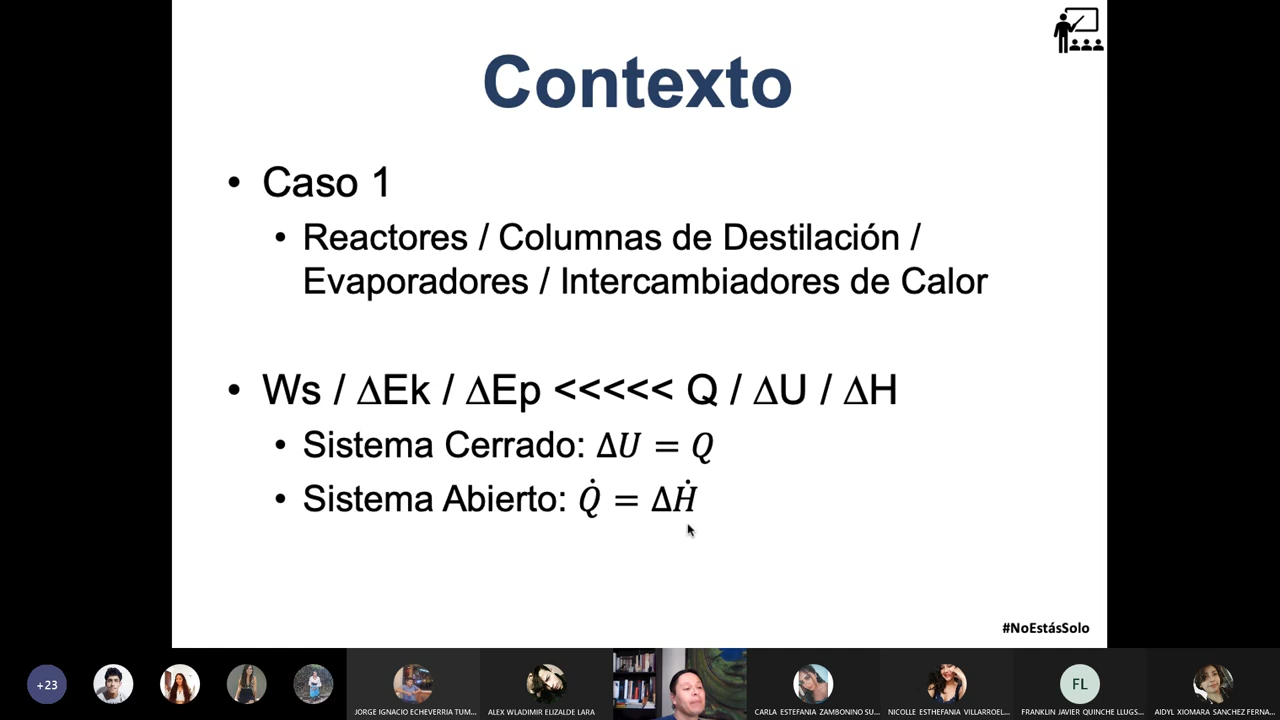 Contexto
• Caso 1
• Reactores / Columnas de Destilación /
Evaporadores / Intercambiadores de Calor
• Ws / ΔEk / ΔEp <<<<< Q / ΔU / ΔH
• Sistema Cerrado: Δ𝑈 = 𝑄
• Sistema Abierto: Q̇ = ΔḢ
#NoEstásSolo
+23
JORGE IGNACIO ECHEVERRIA TUM...
ALEX WLADIMIR ELIZALDE LARA
CARLA ESTEFANIA ZAMBONINO SU...
NICOLLE ESTHEFANIA VILLARROEL...
FL
FRANKLIN JAVIER QUINCHE LLUGS...
AIDYL XIOMARA SANCHEZ FERNA...